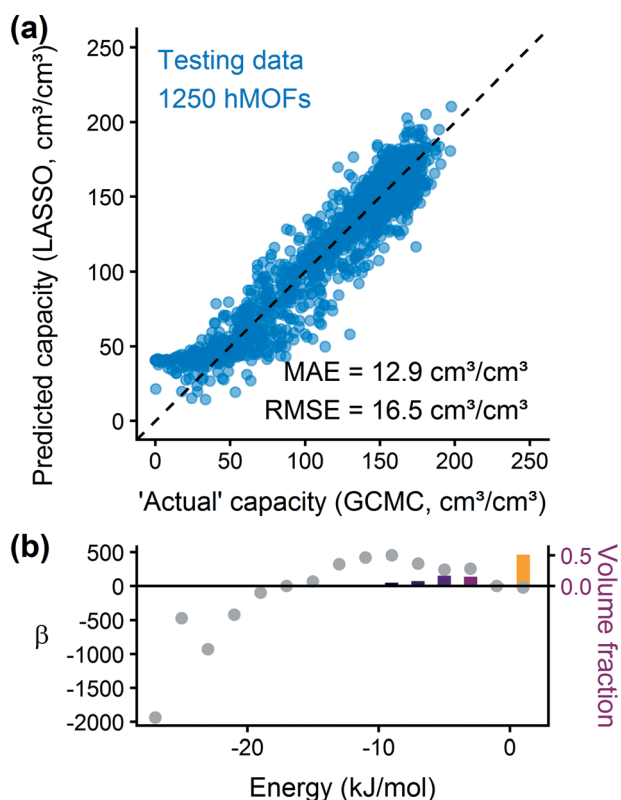 (a)
250
200
150
100
50
0
Predicted capacity (LASSO, cm³/cm³)
Testing data
1250 hMOFs
MAE = 12.9 cm³/cm³
RMSE = 16.5 cm³/cm³
0 50 100 150 200 250
'Actual' capacity (GCMC, cm³/cm³)
(b)
500
0
-500
-1000
-1500
-2000
β
0.5
0.0
Volume fraction
-20 -10 0
Energy (kJ/mol)